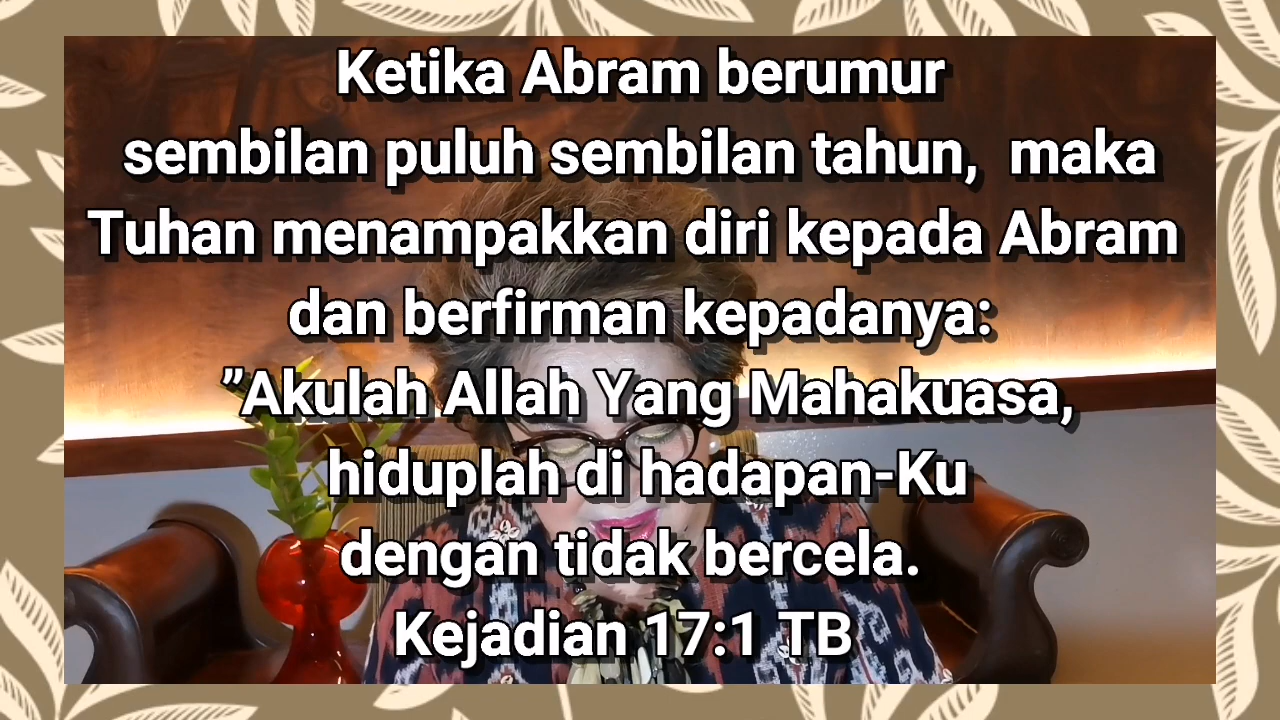 Ketika Abram berumur
sembilan puluh sembilan tahun,  maka
Tuhan menampakkan diri kepada Abram
dan berfirman kepadanya:
”Akulah Allah Yang Mahakuasa,
hiduplah di hadapan-Ku
dengan tidak bercela.
Kejadian 17:1 TB